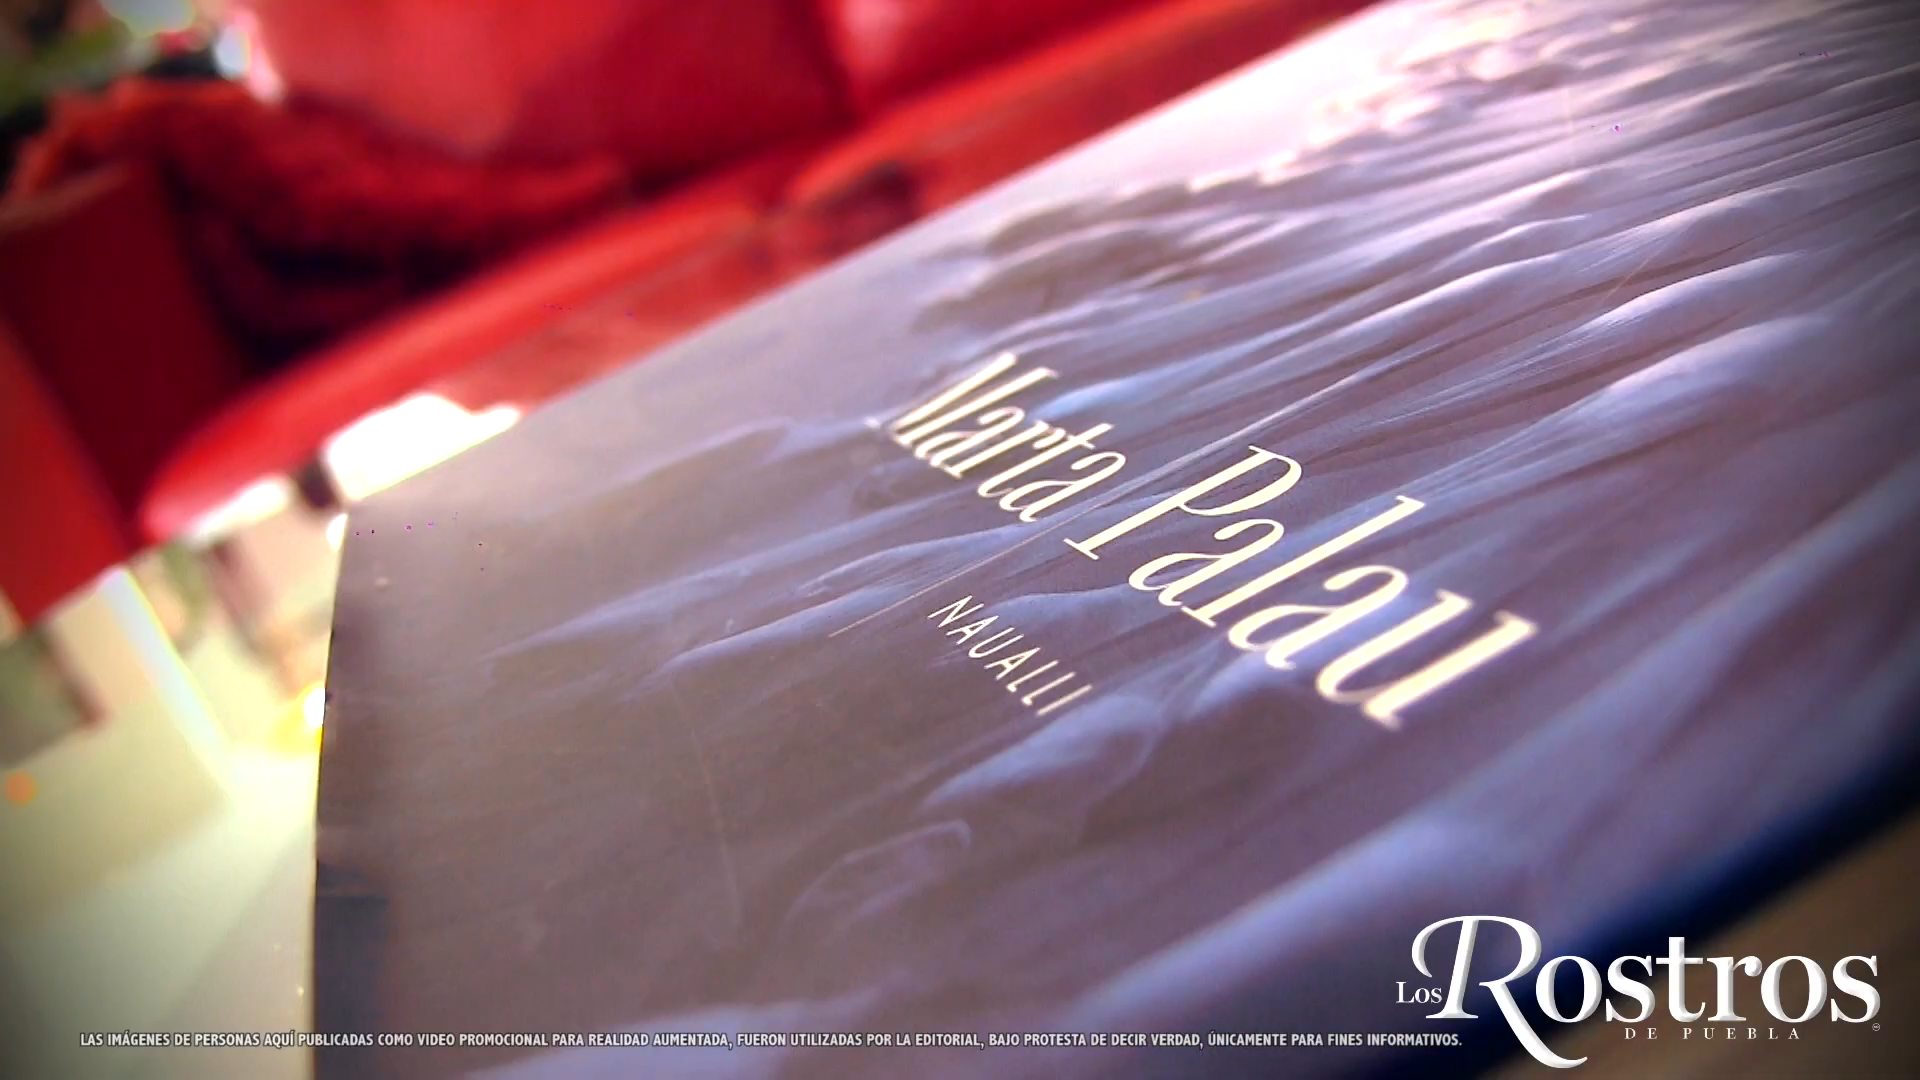 Marta Palau
NAUALLI
Los Rostros
DE PUEBLA
LAS IMÁGENES DE PERSONAS AQUÍ PUBLICADAS COMO VIDEO PROMOCIONAL PARA REALIDAD AUMENTADA, FUERON UTILIZADAS POR LA EDITORIAL, BAJO PROTESTA DE DECIR VERDAD, ÚNICAMENTE PARA FINES INFORMATIVOS.